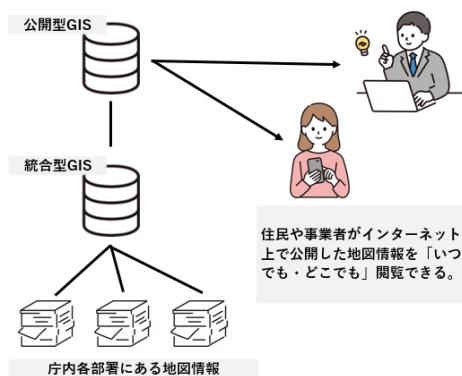 公開型GIS
統合型GIS
住民や事業者がインターネット
上で公開した地図情報を「いつ
でも・どこでも」閲覧できる。
庁内各部署にある地図情報